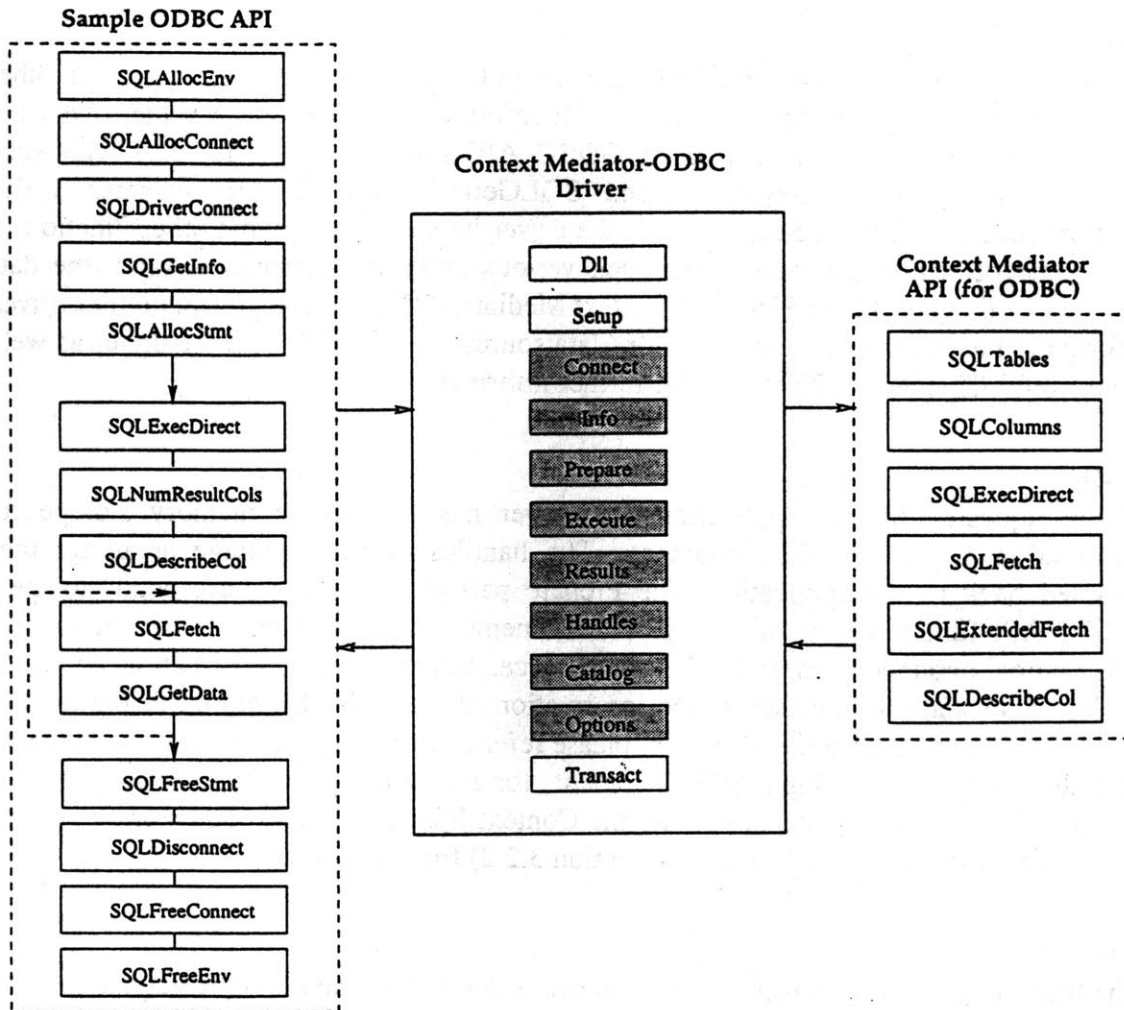 Sample ODBC API
SQLAllocEnv
SQLAllocConnect
SQLDriverConnect
SQLGetInfo
SQLAllocStmt
SQLExecDirect
SQLNumResultCols
SQLDescribeCol
SQLFetch
SQLGetData
SQLFreeStmt
SQLDisconnect
SQLFreeConnect
SQLFreeEnv
Context Mediator-ODBC
Driver
Dll
Setup
Connect
Info
Prepare
Execute
Results
Handles
Catalog
Options
Transact
Context Mediator
API (for ODBC)
SQLTables
SQLColumns
SQLExecDirect
SQLFetch
SQLExtendedFetch
SQLDescribeCol